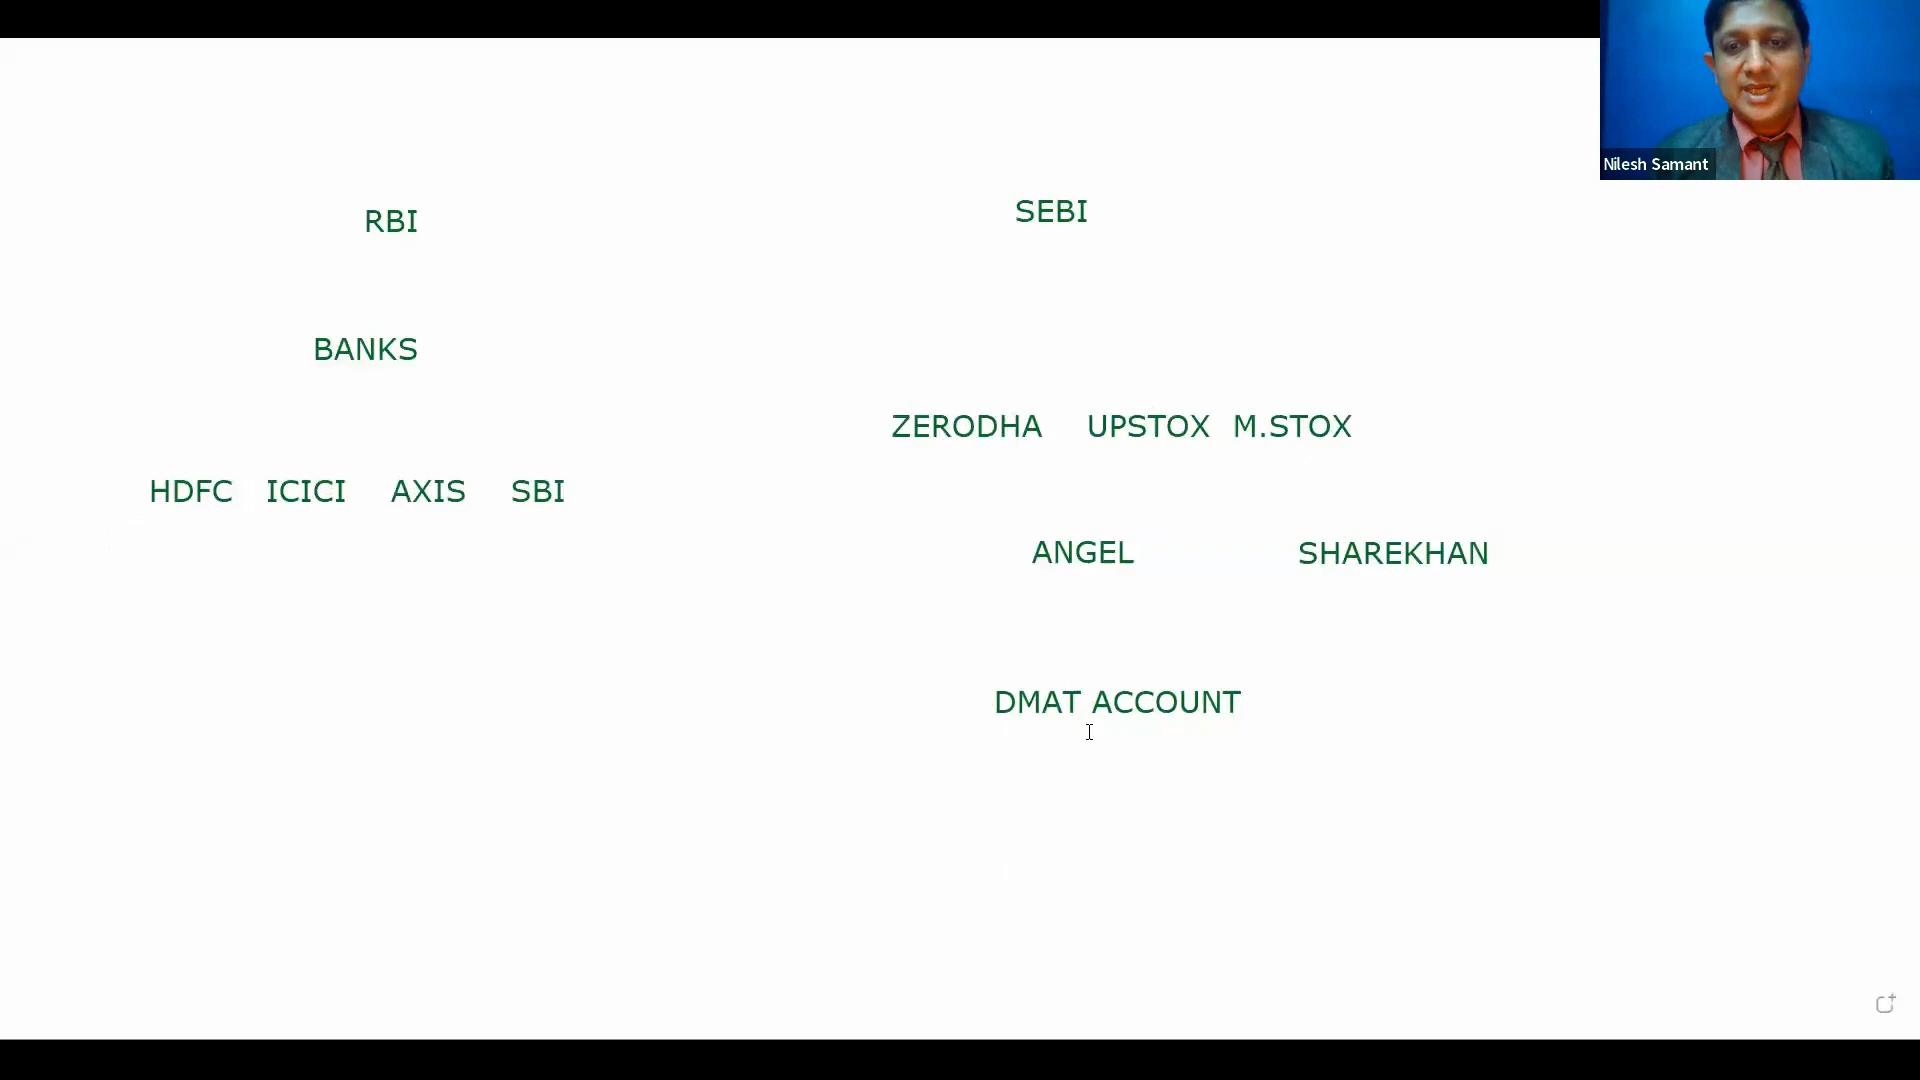 Nilesh Samant
RBI
SEBI
BANKS
ZERODHA UPSTOX M.STOX
HDFC ICICI AXIS SBI
ANGEL SHAREKHAN
DMAT ACCOUNT